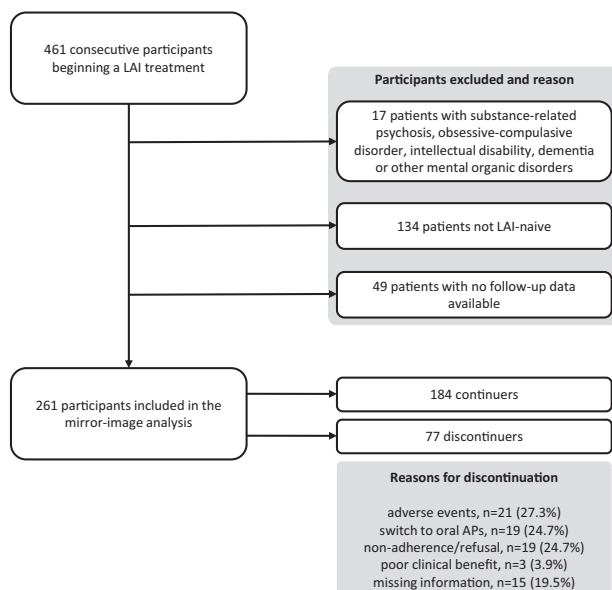 461 consecutive participants
beginning a LAI treatment
Participants excluded and reason
17 patients with substance-related
psychosis, obsessive-compulasive
disorder, intellectual disability, dementia
or other mental organic disorders
134 patients not LAI-naive
49 patients with no follow-up data
available
261 participants included in the
mirror-image analysis
184 continuers
77 discontinuers
Reasons for discontinuation
adverse events, n=21 (27.3%)
switch to oral APs, n=19 (24.7%)
non-adherence/refusal, n=19 (24.7%)
poor clinical benefit, n=3 (3.9%)
missing information, n=15 (19.5%)